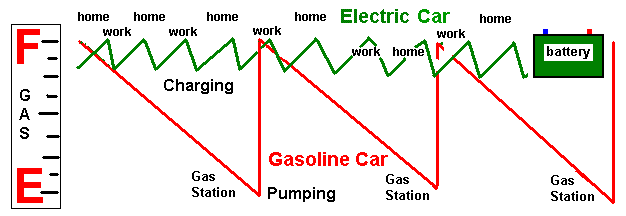 home home home home Electric Car home
work work work work
F
work home
battery
Charging
G
A
S
Gasoline Car
E
Gas
Station
Pumping
Gas
Station
Gas
Station